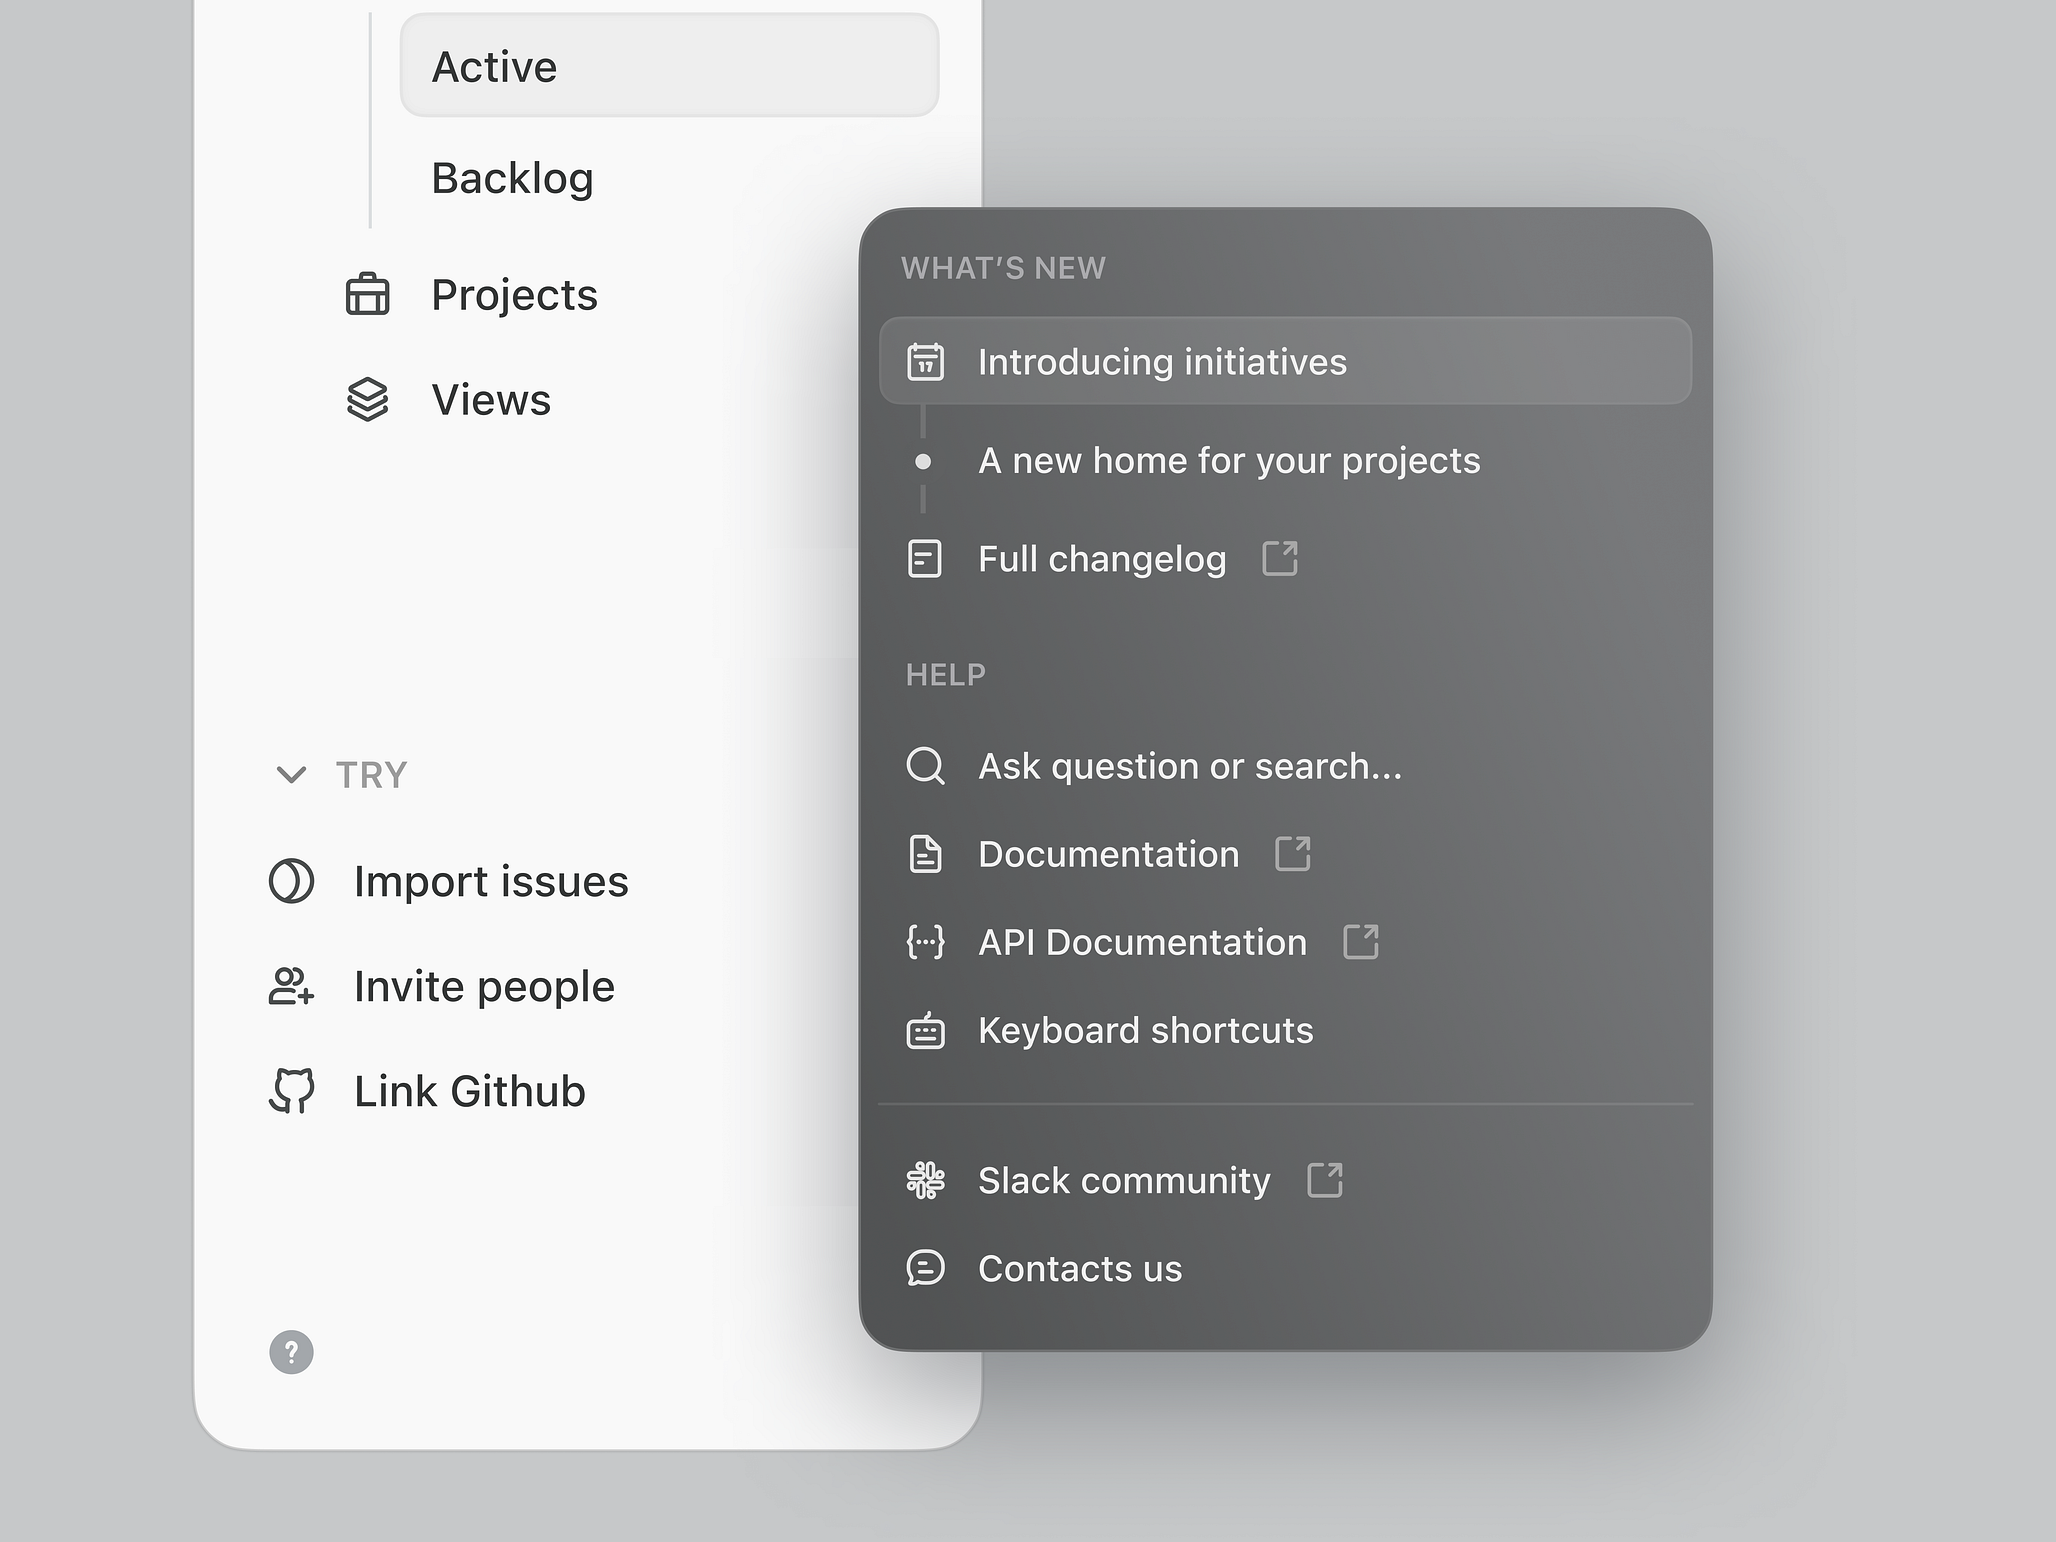 Active
Backlog
Projects
Views
TRY
Import issues
Invite people
Link Github
?
WHAT’S NEW
17
Introducing initiatives
A new home for your projects
Full changelog
HELP
Ask question or search...
Documentation
API Documentation
Keyboard shortcuts
Slack community
Contacts us